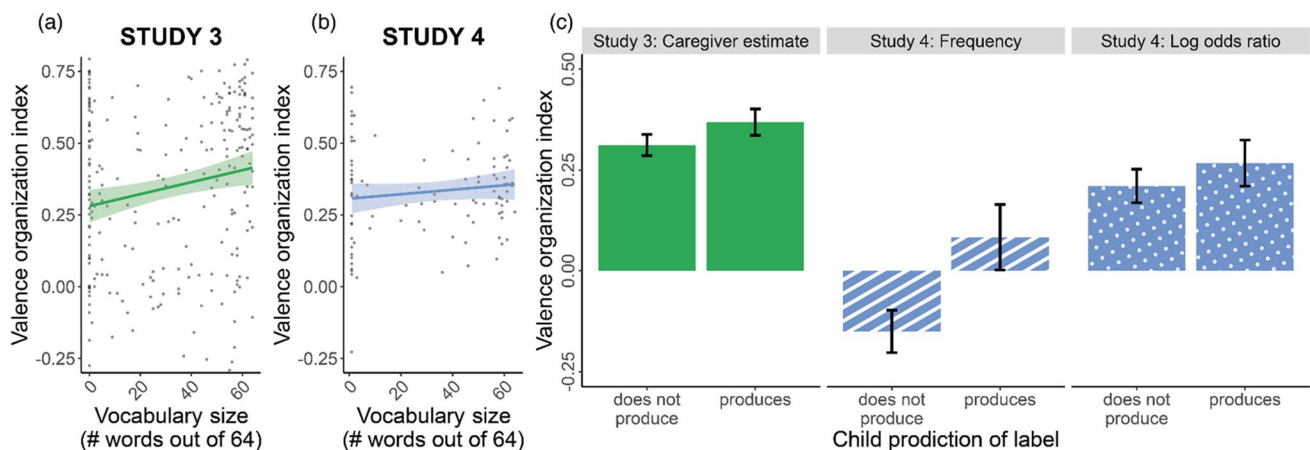 (a)
STUDY 3
Valence organization index
0.75
0.50
0.25
0.00
-0.25
0
20
40
60
Vocabulary size
(# words out of 64)
(b)
STUDY 4
Valence organization index
0.75
0.50
0.25
0.00
-0.25
0
20
40
60
Vocabulary size
(# words out of 64)
(c)
Study 3: Caregiver estimate
Study 4: Frequency
Study 4: Log odds ratio
Valence organization index
0.50
0.25
0.00
-0.25
does not
produce
produces
does not
produce
produces
does not
produce
produces
Child prodiction of label